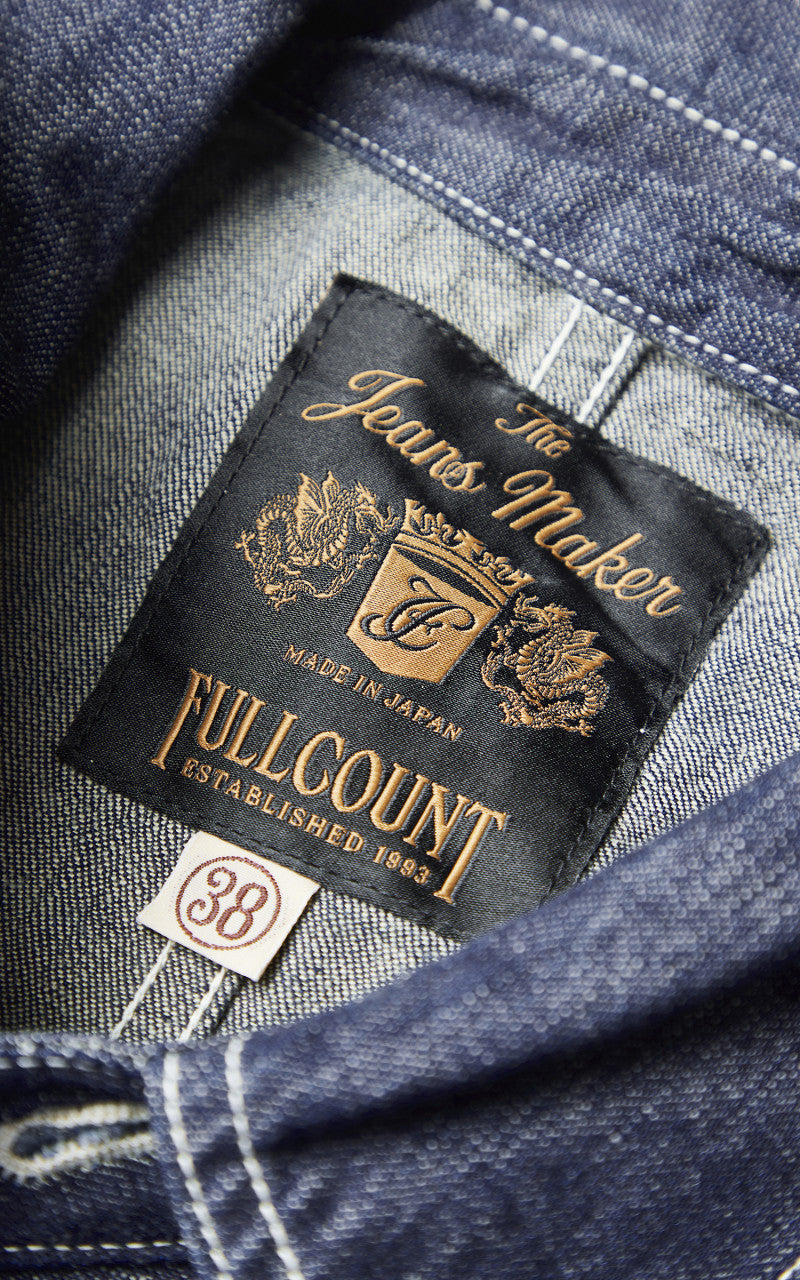 The
Jeans Maker
MADE IN JAPAN
FULLCOUNT
ESTABLISHED 1993
38